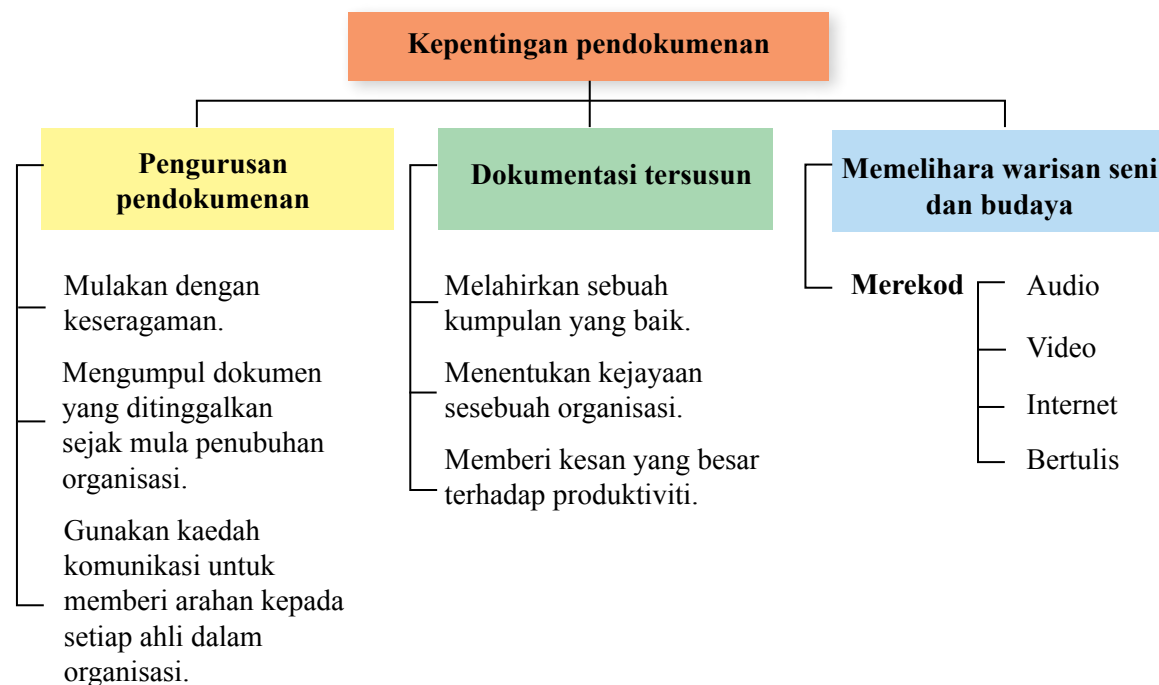 Kepentingan pendokumenan
Pengurusan
pendokumenan
Mulakan dengan
keseragaman.
Mengumpul dokumen
yang ditinggalkan
sejak mula penubuhan
organisasi.
Gunakan kaedah
komunikasi untuk
memberi arahan kepada
setiap ahli dalam
organisasi.
Dokumentasi tersusun
Melahirkan sebuah
kumpulan yang baik.
Menentukan kejayaan
sesebuah organisasi.
Memberi kesan yang besar
terhadap produktiviti.
Memelihara warisan seni
dan budaya
Merekod
Audio
Video
Internet
Bertulis